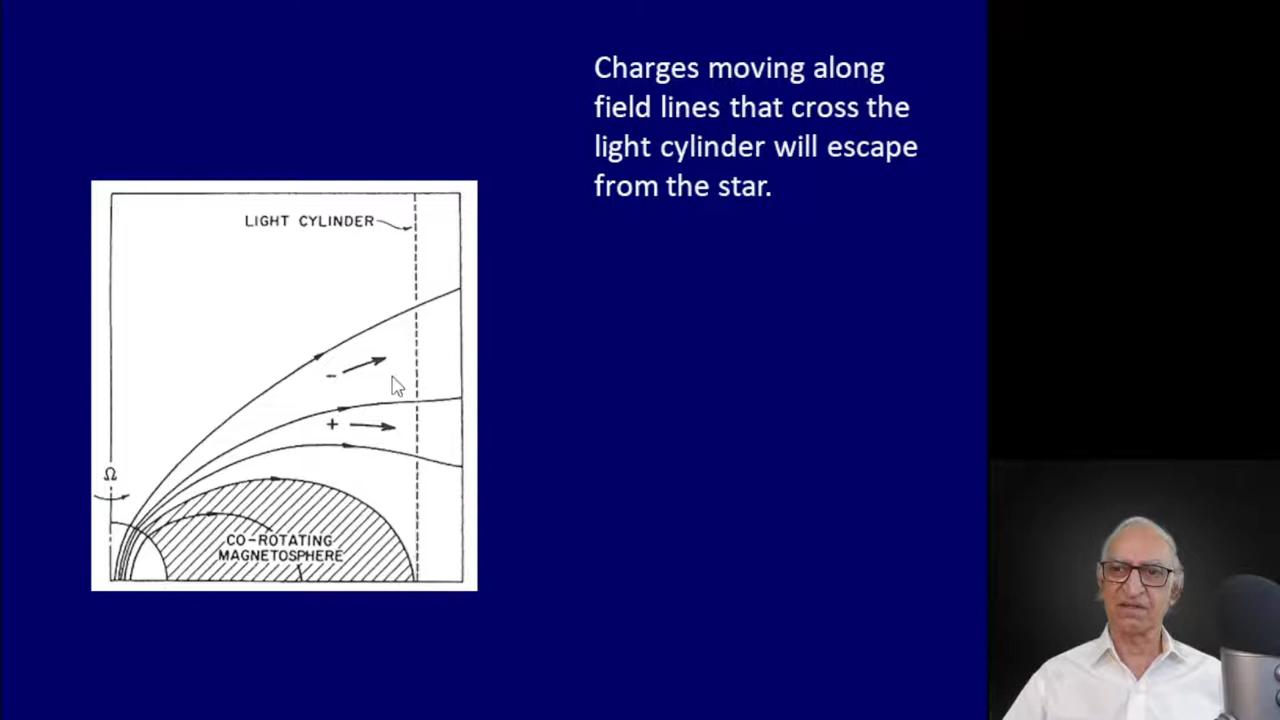 Charges moving along
field lines that cross the
light cylinder will escape
from the star.
LIGHT CYLINDER
-
+
Ω
CO-ROTATING
MAGNETOSPHERE